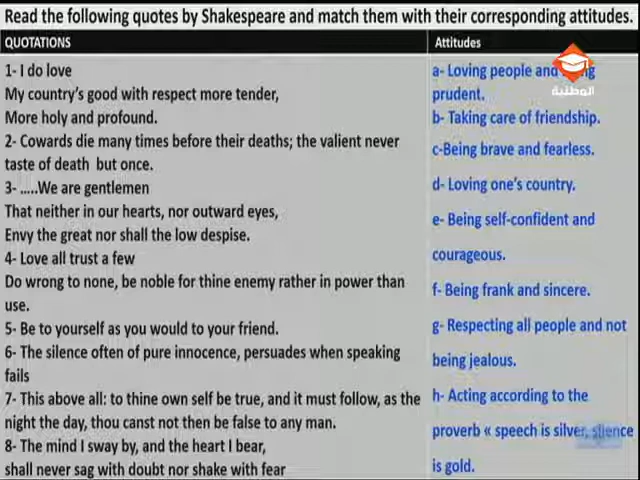 Read the following quotes by Shakespeare and match them with their corresponding attitudes.
QUOTATIONS
1- I do love
My country's good with respect more tender,
More holy and profound.
2- Cowards die many times before their deaths; the valient never
taste of death but once.
3- .....We are gentlemen
That neither in our hearts, nor outward eyes,
Envy the great nor shall the low despise.
4- Love all trust a few
Do wrong to none, be noble for thine enemy rather in power than
use.
5- Be to yourself as you would to your friend.
6- The silence often of pure innocence, persuades when speaking
fails
7- This above all: to thine own self be true, and it must follow, as the
night the day, thou canst not then be false to any man.
8- The mind I sway by, and the heart I bear,
shall never sag with doubt nor shake with fear
Attitudes
a- Loving people and
prudent.
b- Taking care of friendship.
c-Being brave and fearless.
d- Loving one's country.
e- Being self-confident and
courageous.
f- Being frank and sincere.
g- Respecting all people and not
being jealous.
h- Acting according to the
proverb « speech is silver, silence
is gold.
الوطنية